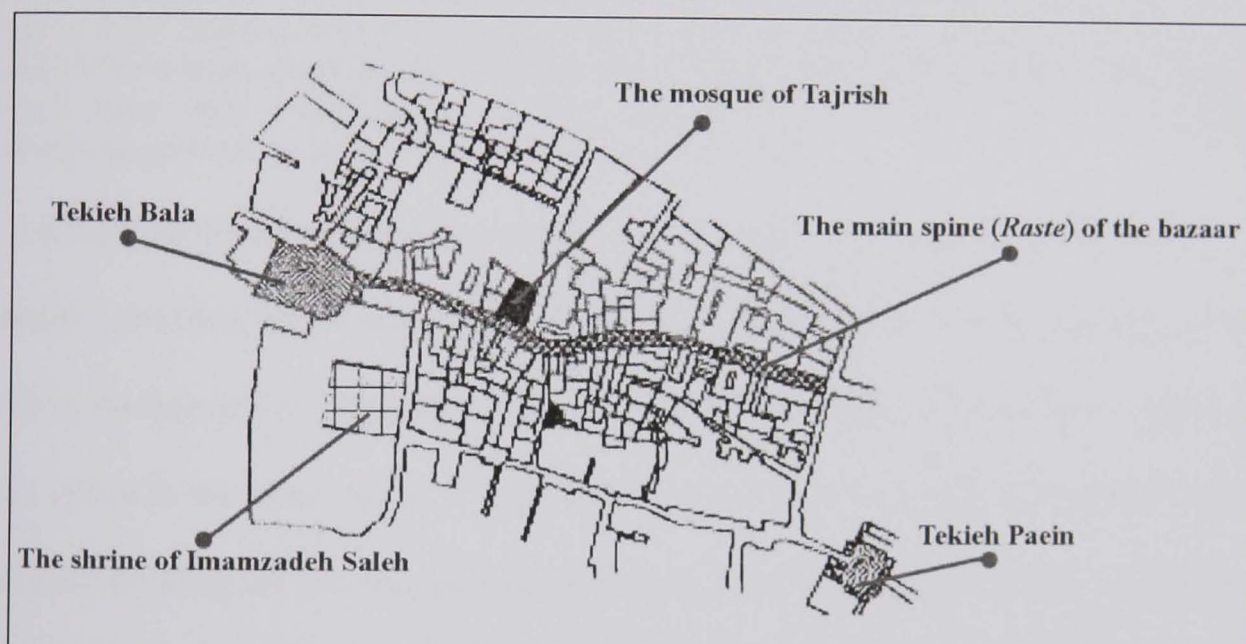 The mosque of Tajrish
Tekieh Bala
The main spine (Raste) of the bazaar
Tekieh Paein
The shrine of Imamzadeh Saleh